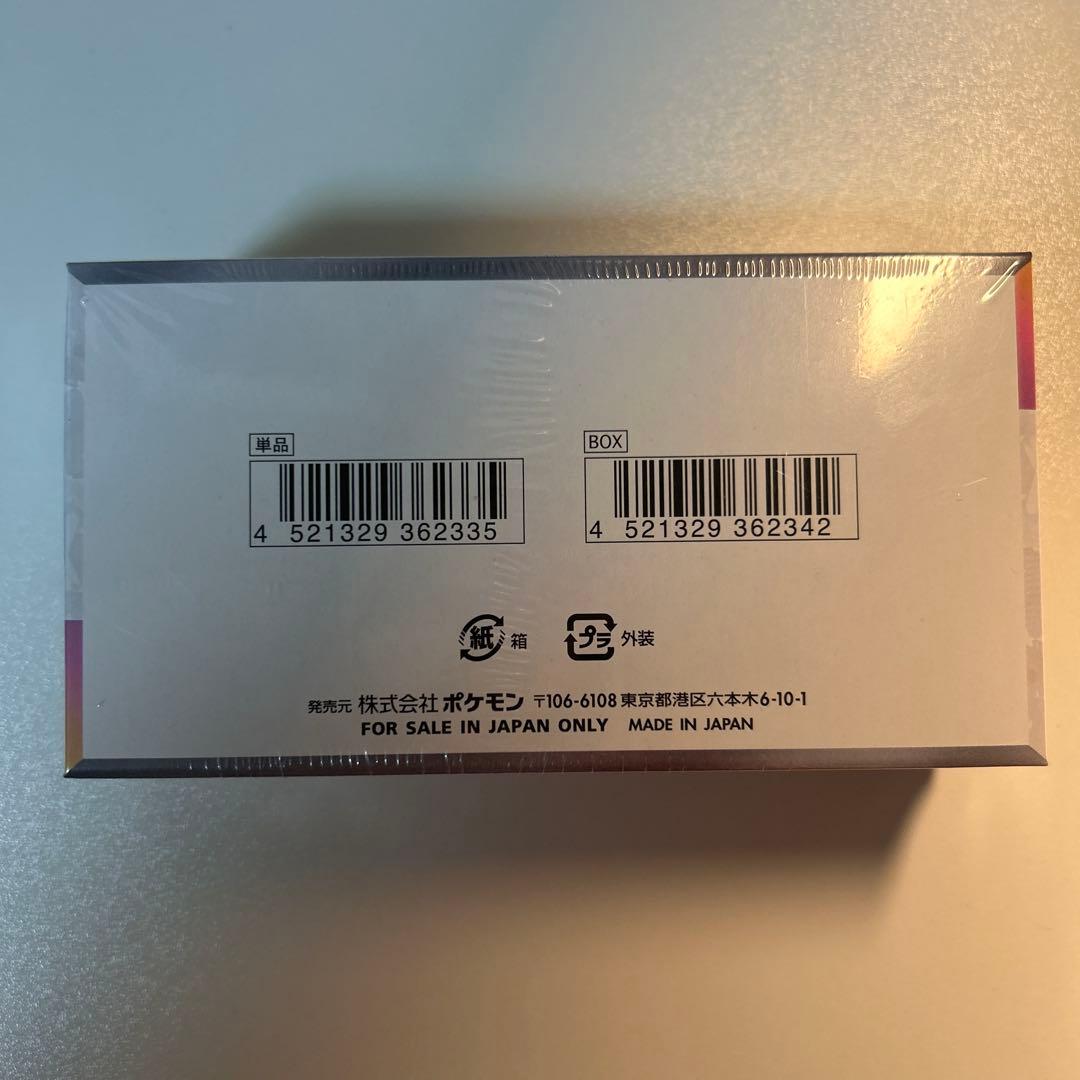 単品
4 521329 362335
BOX
4 521329 362342
紙 箱
プラ 外装
発売元 株式会社ポケモン 〒106-6108 東京都港区六本木6-10-1
FOR SALE IN JAPAN ONLY MADE IN JAPAN